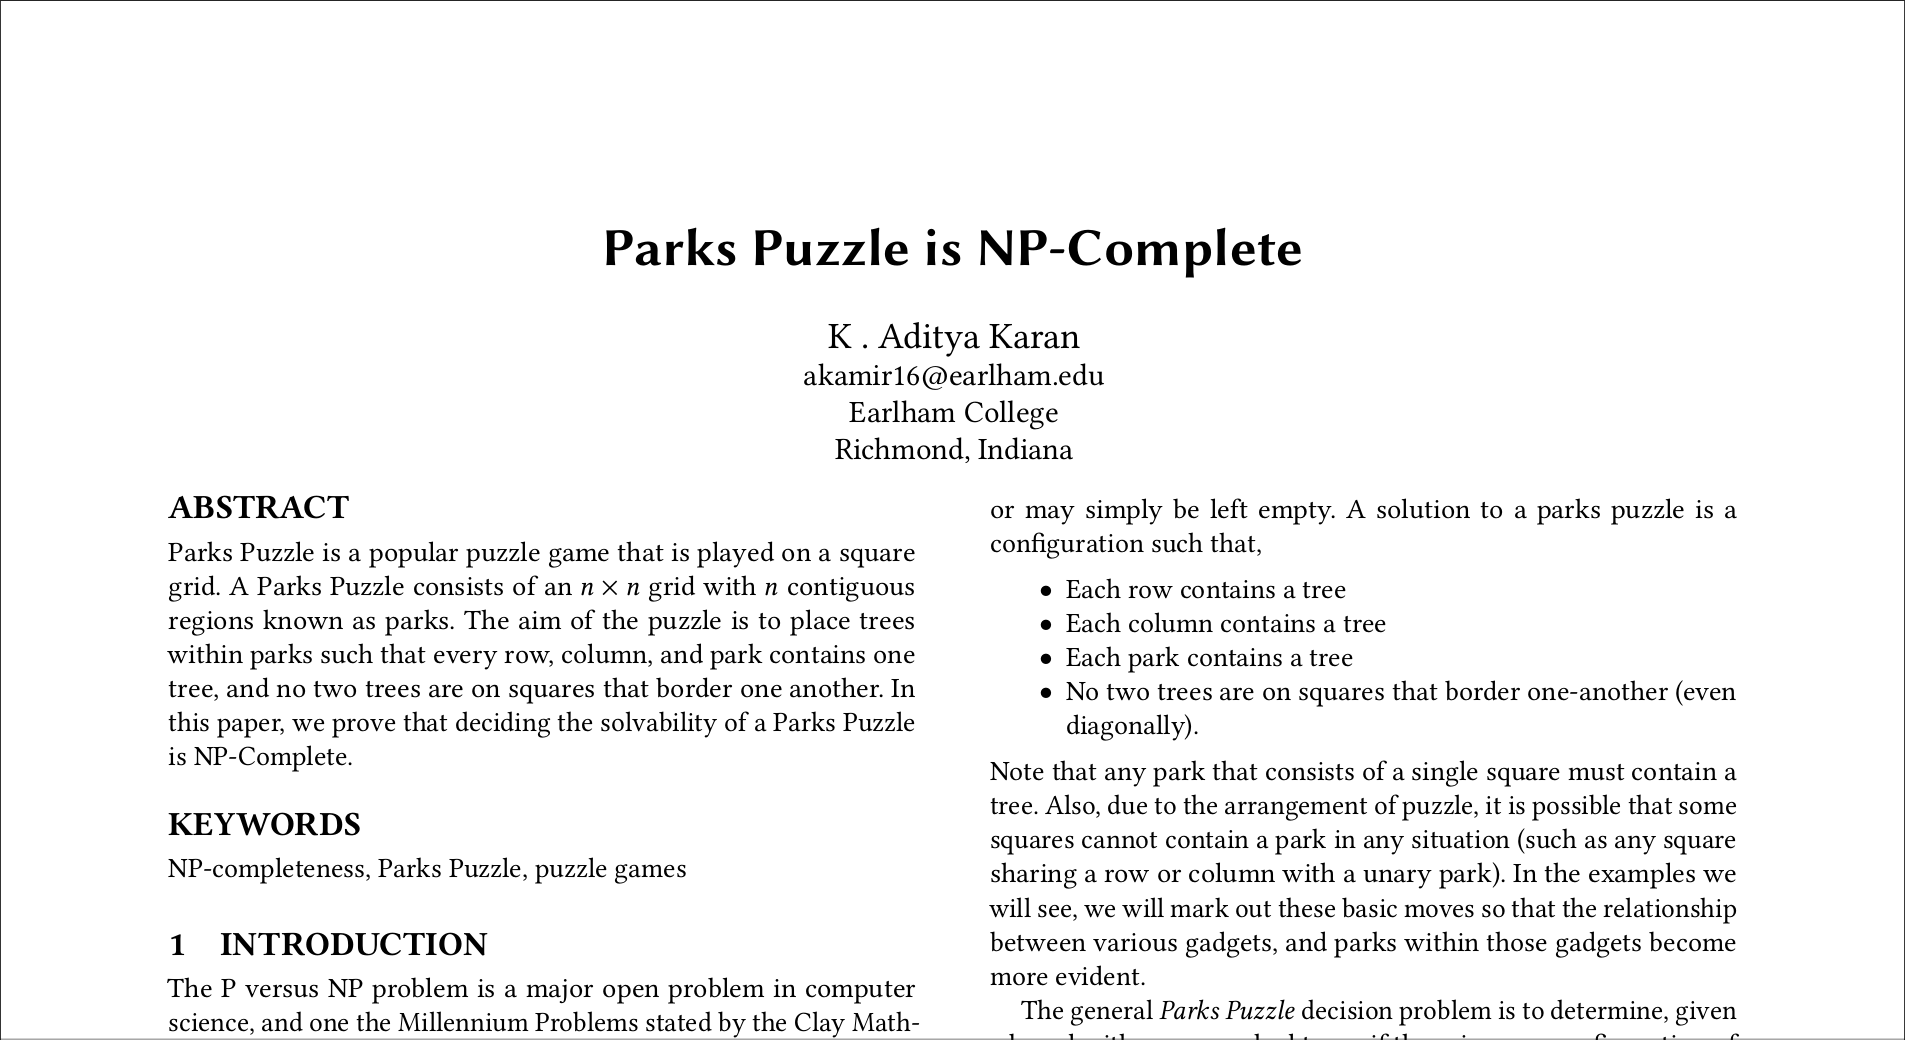 Parks Puzzle is NP-Complete
K . Aditya Karan
akamir16@earlham.edu
Earlham College
Richmond, Indiana
ABSTRACT
Parks Puzzle is a popular puzzle game that is played on a square
grid. A Parks Puzzle consists of an n × n grid with n contiguous
regions known as parks. The aim of the puzzle is to place trees
within parks such that every row, column, and park contains one
tree, and no two trees are on squares that border one another. In
this paper, we prove that deciding the solvability of a Parks Puzzle
is NP-Complete.
KEYWORDS
NP-completeness, Parks Puzzle, puzzle games
1 INTRODUCTION
The P versus NP problem is a major open problem in computer
science, and one the Millennium Problems stated by the Clay Math-
or may simply be left empty. A solution to a parks puzzle is a
configuration such that,
• Each row contains a tree
• Each column contains a tree
• Each park contains a tree
• No two trees are on squares that border one-another (even
diagonally).
Note that any park that consists of a single square must contain a
tree. Also, due to the arrangement of puzzle, it is possible that some
squares cannot contain a park in any situation (such as any square
sharing a row or column with a unary park). In the examples we
will see, we will mark out these basic moves so that the relationship
between various gadgets, and parks within those gadgets become
more evident.
The general Parks Puzzle decision problem is to determine, given